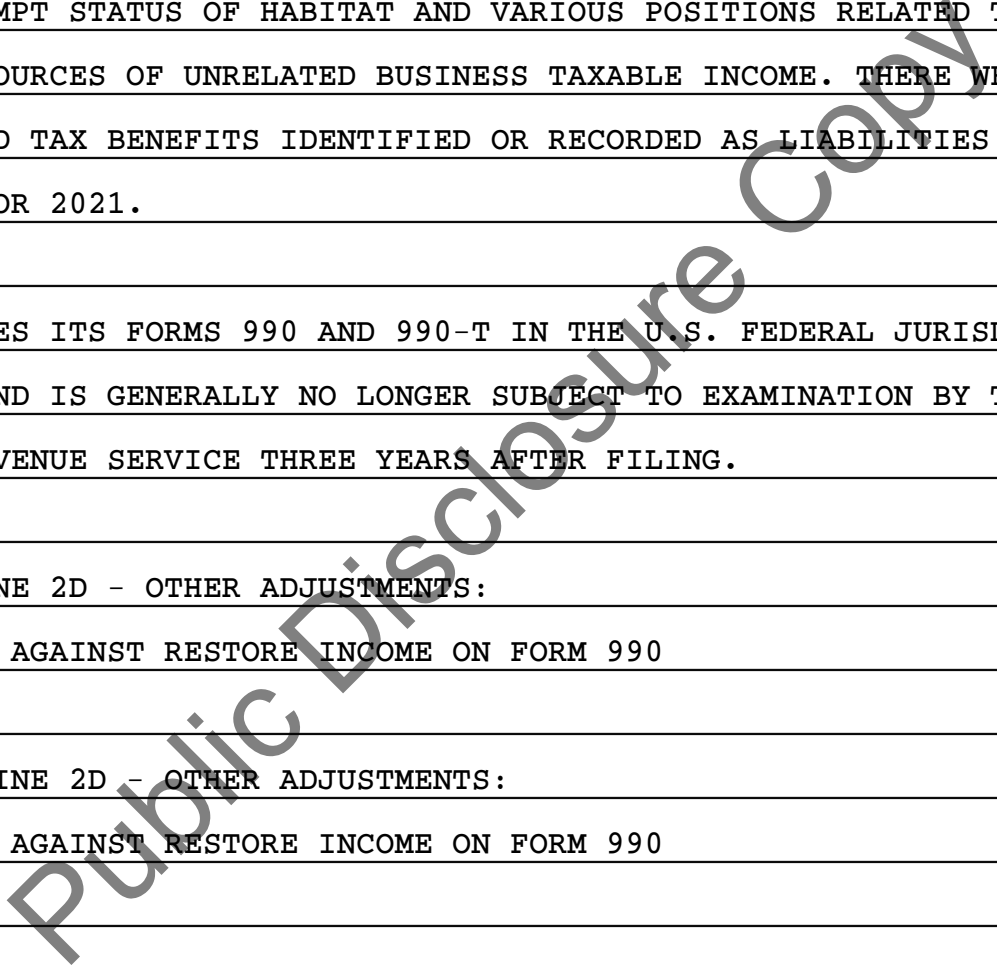 MPT STATUS OF HABITAT AND VARIOUS POSITIONS RELATED T
OURCES OF UNRELATED BUSINESS TAXABLE INCOME. THERE WE
D TAX BENEFITS IDENTIFIED OR RECORDED AS LIABILITIES
OR 2021.
ES ITS FORMS 990 AND 990-T IN THE U.S. FEDERAL JURISD
ND IS GENERALLY NO LONGER SUBJECT TO EXAMINATION BY T
VENUE SERVICE THREE YEARS AFTER FILING.
NE 2D - OTHER ADJUSTMENTS:
AGAINST RESTORE INCOME ON FORM 990
INE 2D - OTHER ADJUSTMENTS:
AGAINST RESTORE INCOME ON FORM 990
Public Disclosure Copy